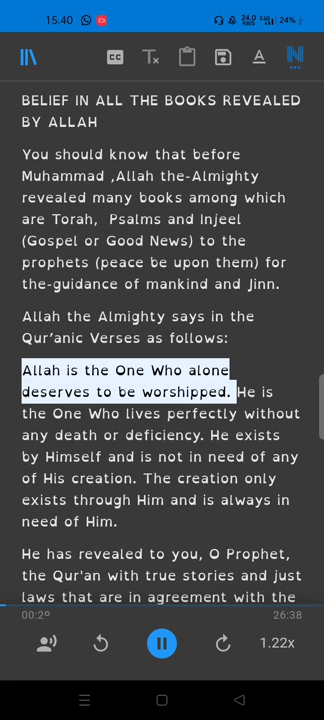 15.40
24.0
KB/S
24%
CC
BELIEF IN ALL THE BOOKS REVEALED
BY ALLAH
You should know that before
Muhammad ,Allah the-Almighty
revealed many books among which
are Torah, Psalms and Injeel
(Gospel or Good News) to the
prophets (peace be upon them) for
the-guidance of mankind and Jinn.
Allah the Almighty says in the
Qur’anic Verses as follows:
Allah is the One Who alone
deserves to be worshipped. He is
the One Who lives perfectly without
any death or deficiency. He exists
by Himself and is not in need of any
of His creation. The creation only
exists through Him and is always in
need of Him.
He has revealed to you, O Prophet,
the Qur'an with true stories and just
laws that are in agreement with the
26:38
1.22x